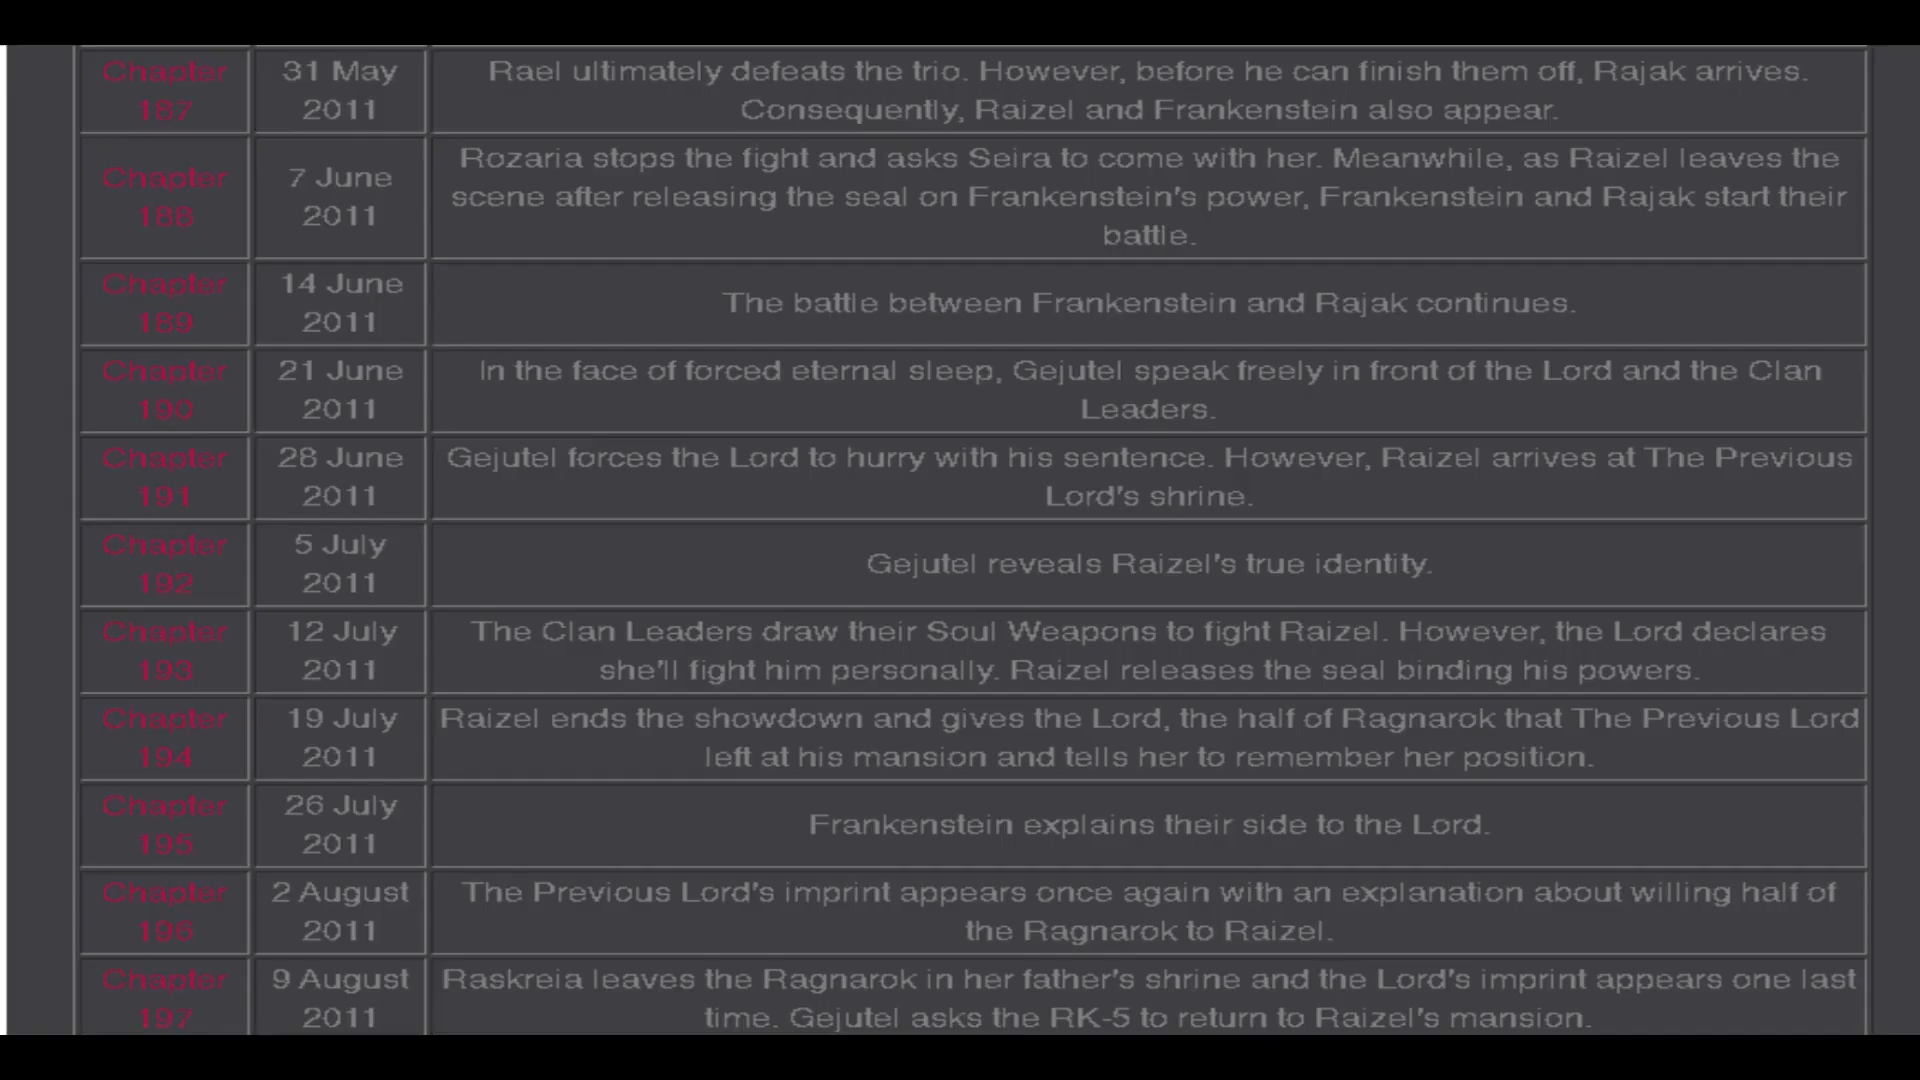 Chapter 187
31 May 2011
Rael ultimately defeats the trio. However, before he can finish them off, Rajak arrives.
Consequently, Raizel and Frankenstein also appear.
Chapter 188
7 June 2011
Rozaria stops the fight and asks Seira to come with her. Meanwhile, as Raizel leaves the
scene after releasing the seal on Frankenstein's power, Frankenstein and Rajak start their
battle.
Chapter 189
14 June 2011
The battle between Frankenstein and Rajak continues.
Chapter 190
21 June 2011
In the face of forced eternal sleep, Gejutel speak freely in front of the Lord and the Clan
Leaders.
Chapter 191
28 June 2011
Gejutel forces the Lord to hurry with his sentence. However, Raizel arrives at The Previous
Lord's shrine.
Chapter 192
5 July 2011
Gejutel reveals Raizel's true identity.
Chapter 193
12 July 2011
The Clan Leaders draw their Soul Weapons to fight Raizel. However, the Lord declares
she'll fight him personally. Raizel releases the seal binding his powers.
Chapter 194
19 July 2011
Raizel ends the showdown and gives the Lord, the half of Ragnarok that The Previous Lord
left at his mansion and tells her to remember her position.
Chapter 195
26 July 2011
Frankenstein explains their side to the Lord.
Chapter 196
2 August 2011
The Previous Lord's imprint appears once again with an explanation about willing half of
the Ragnarok to Raizel.
Chapter 197
9 August 2011
Raskreia leaves the Ragnarok in her father's shrine and the Lord's imprint appears one last
time. Gejutel asks the RK-5 to return to Raizel's mansion.